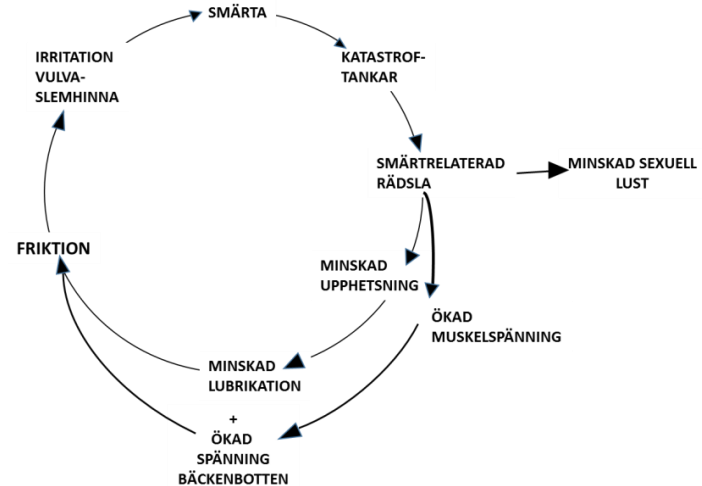 SMÄRTA
KATASTROF-
TANKAR
SMÄRTRELATERAD
RÄDSLA
MINSKAD SEXUELL
LUST
MINSKAD
UPPHETSNING
ÖKAD
MUSKELSPÄNNING
MINSKAD
LUBRIKATION
+
ÖKAD
SPÄNNING
BÄCKENBOTTEN
FRIKTION
IRRITATION
VULVA-
SLEMHINNA